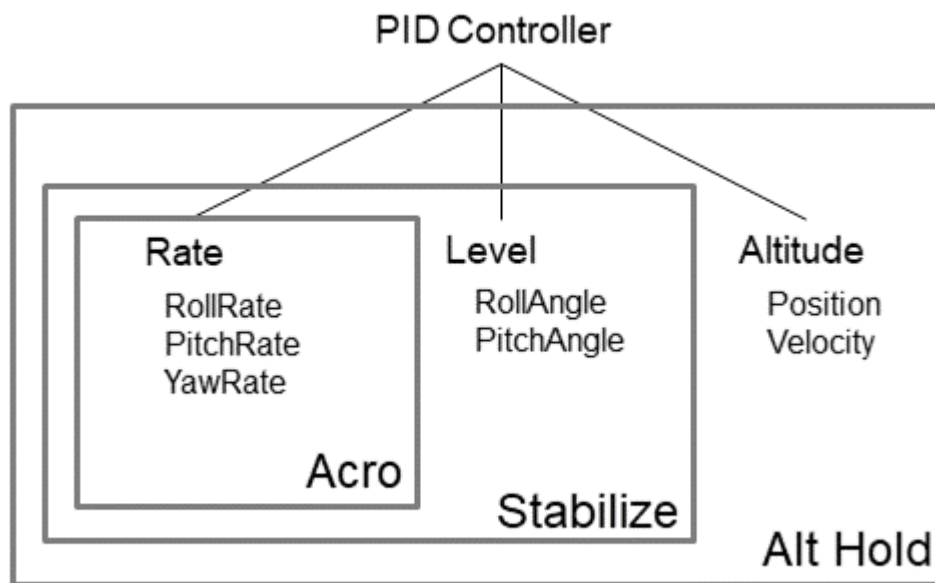 PID Controller
Rate
RollRate
PitchRate
YawRate
Acro
Level
RollAngle
PitchAngle
Stabilize
Altitude
Position
Velocity
Alt Hold